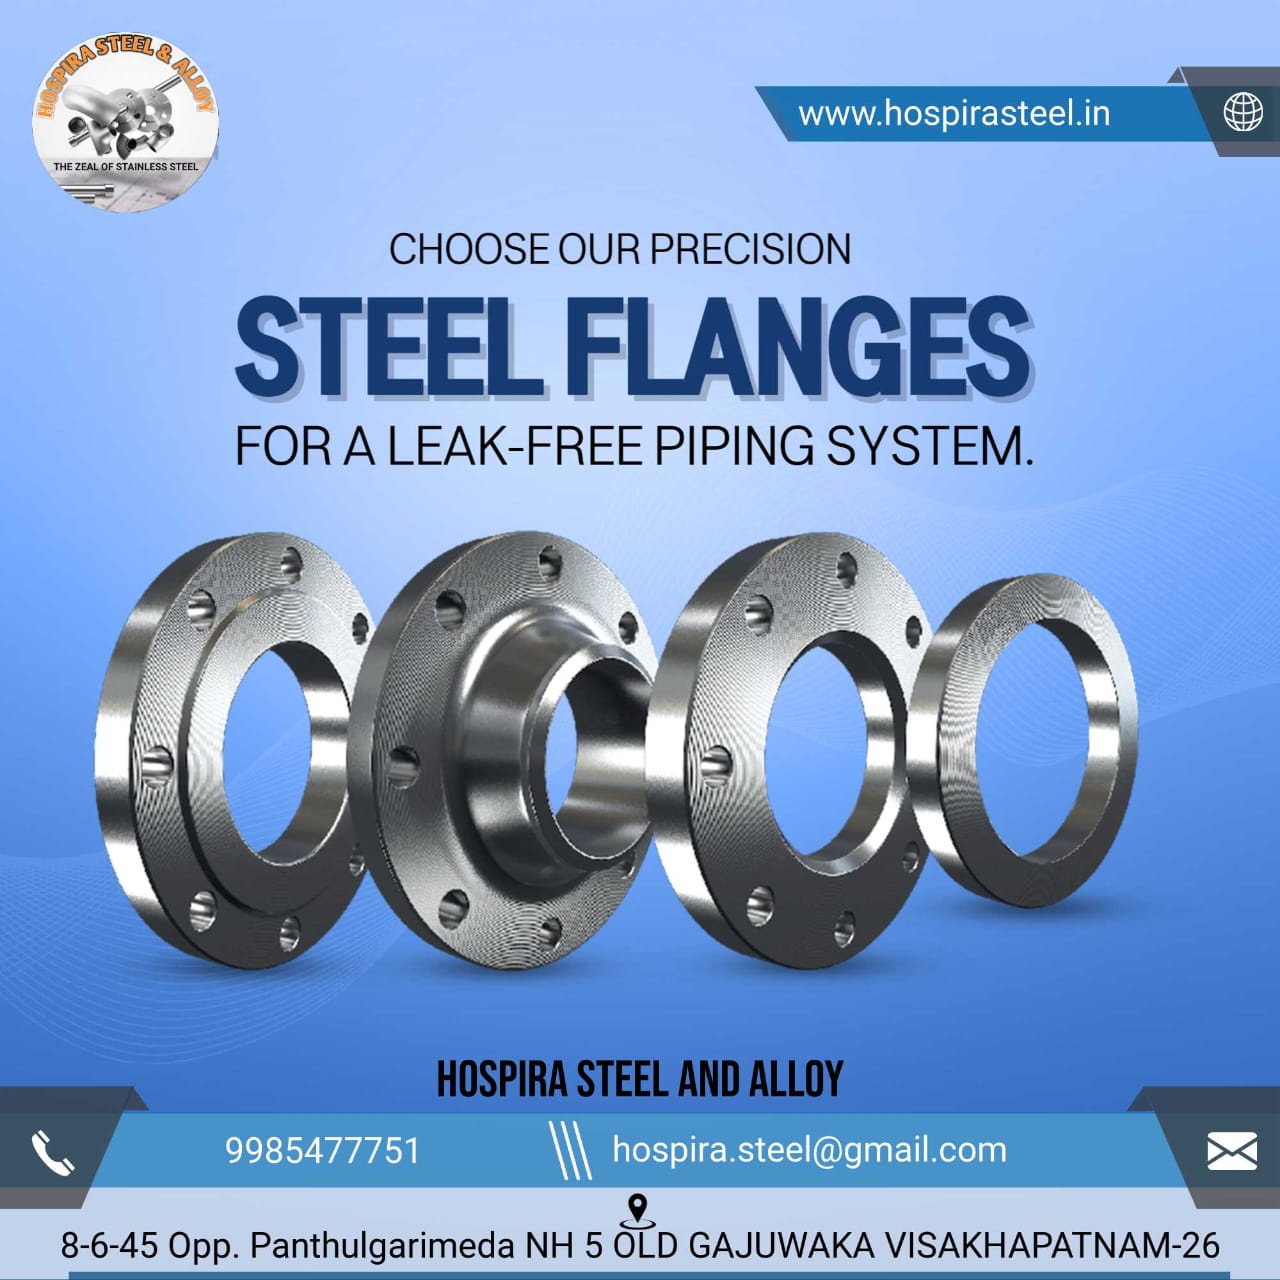 HOSPIRA STEEL & ALLOY
THE ZEAL OF STAINLESS STEEL
www.hospirasteel.in
CHOOSE OUR PRECISION
STEEL FLANGES
FOR A LEAK-FREE PIPING SYSTEM.
HOSPIRA STEEL AND ALLOY
9985477751
hospira.steel@gmail.com
8-6-45 Opp. Panthulgarimeda NH 5 OLD GAJUWAKA VISAKHAPATNAM-26